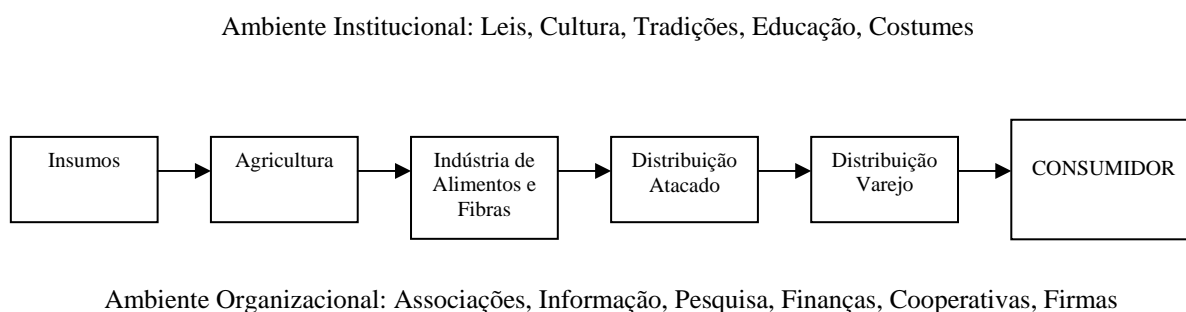 Ambiente Institucional: Leis, Cultura, Tradições, Educação, Costumes
Insumos
Agricultura
Indústria de
Alimentos e
Fibras
Distribuição
Atacado
Distribuição
Varejo
CONSUMIDOR
Ambiente Organizacional: Associações, Informação, Pesquisa, Finanças, Cooperativas, Firmas